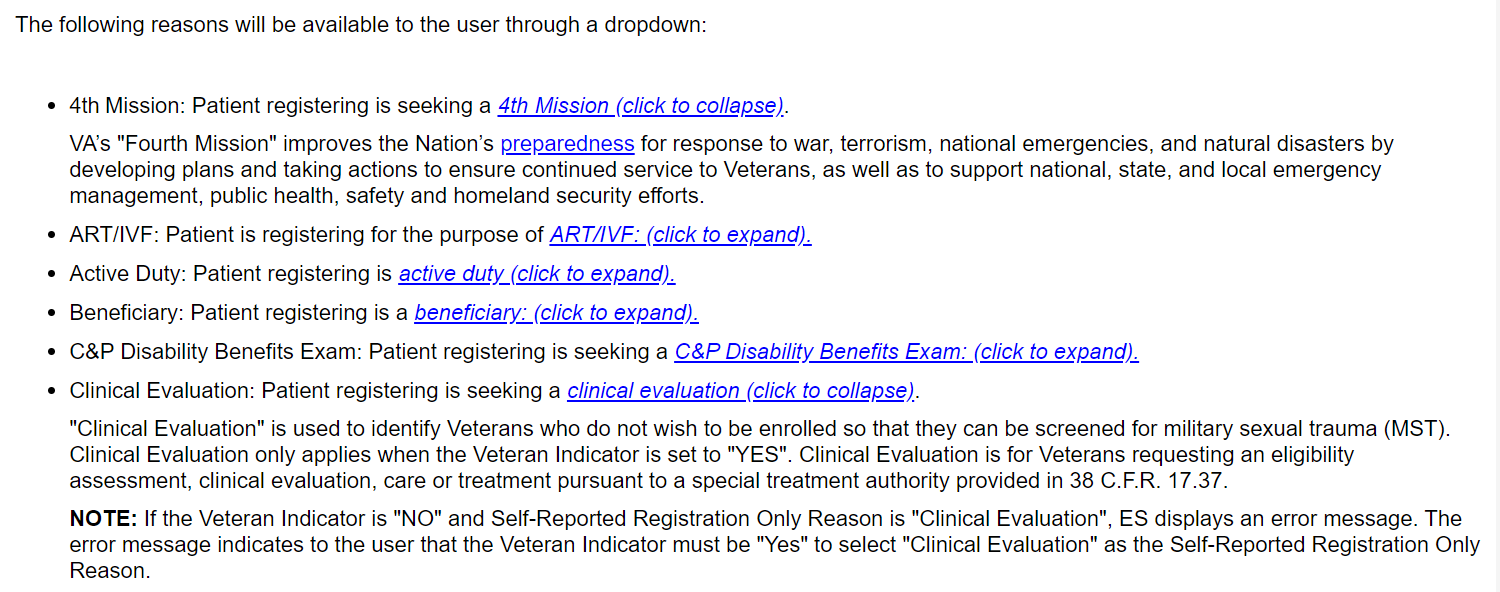 The following reasons will be available to the user through a dropdown:
• 4th Mission: Patient registering is seeking a 4th Mission (click to collapse).
VA’s "Fourth Mission" improves the Nation’s preparedness for response to war, terrorism, national emergencies, and natural disasters by
developing plans and taking actions to ensure continued service to Veterans, as well as to support national, state, and local emergency
management, public health, safety and homeland security efforts.
• ART/IVF: Patient is registering for the purpose of ART/IVF: (click to expand).
• Active Duty: Patient registering is active duty (click to expand).
• Beneficiary: Patient registering is a beneficiary: (click to expand).
• C&P Disability Benefits Exam: Patient registering is seeking a C&P Disability Benefits Exam: (click to expand).
• Clinical Evaluation: Patient registering is seeking a clinical evaluation (click to collapse).
"Clinical Evaluation" is used to identify Veterans who do not wish to be enrolled so that they can be screened for military sexual trauma (MST).
Clinical Evaluation only applies when the Veteran Indicator is set to "YES". Clinical Evaluation is for Veterans requesting an eligibility
assessment, clinical evaluation, care or treatment pursuant to a special treatment authority provided in 38 C.F.R. 17.37.
NOTE: If the Veteran Indicator is "NO" and Self-Reported Registration Only Reason is "Clinical Evaluation", ES displays an error message. The
error message indicates to the user that the Veteran Indicator must be "Yes" to select "Clinical Evaluation" as the Self-Reported Registration Only
Reason.